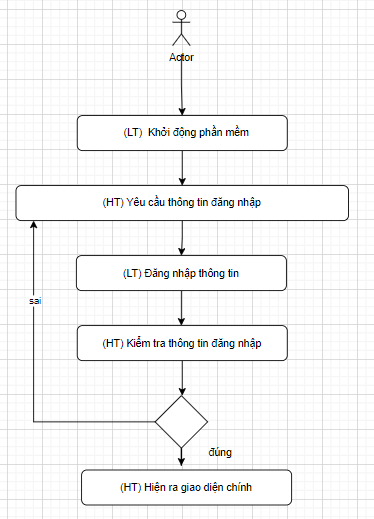 Actor
(LT) Khởi động phần mềm
(HT) Yêu cầu thông tin đăng nhập
(LT) Đăng nhập thông tin
sai
(HT) Kiểm tra thông tin đăng nhập
đúng
(HT) Hiện ra giao diện chính